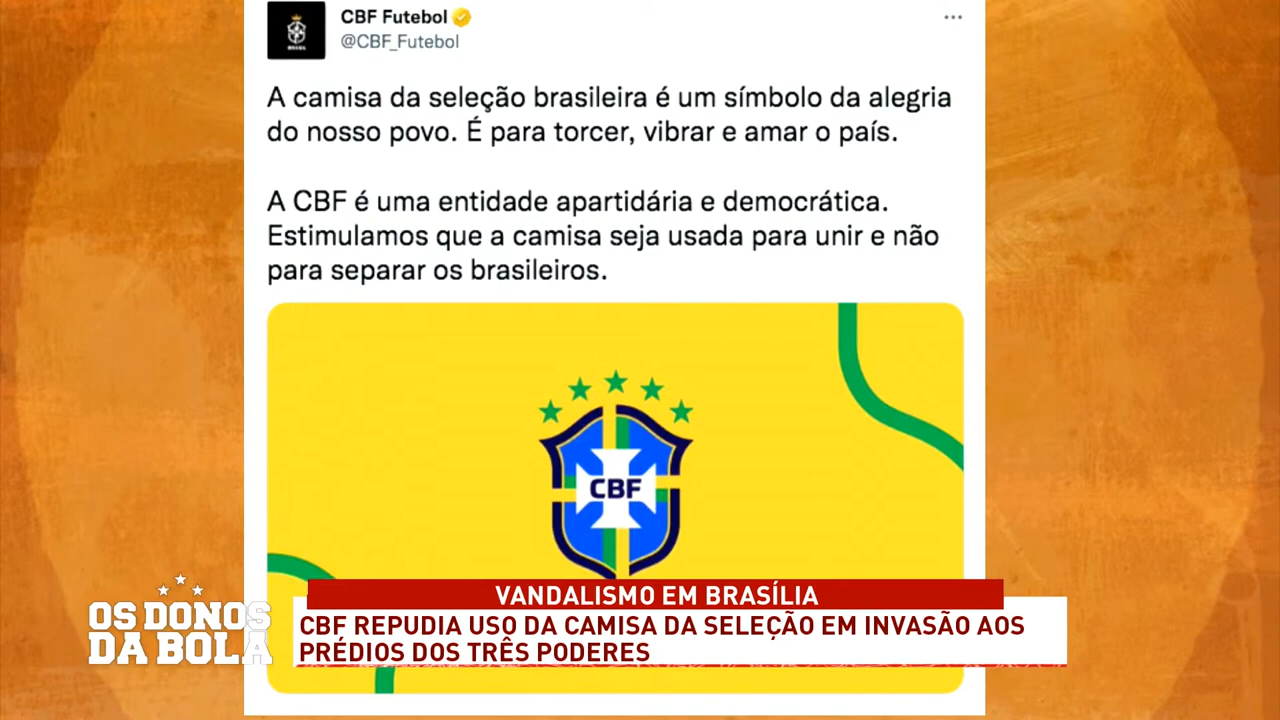 CBF Futebol
@CBF_Futebol
A camisa da seleção brasileira é um símbolo da alegria
do nosso povo. É para torcer, vibrar e amar o país.
A CBF é uma entidade apartidária e democrática.
Estimulamos que a camisa seja usada para unir e não
para separar os brasileiros.
CBF
VANDALISMO EM BRASÍLIA
CBF REPUDIA USO DA CAMISA DA SELEÇÃO EM INVASÃO AOS
PRÉDIOS DOS TRÊS PODERES
OS DONOS
DA BOLA